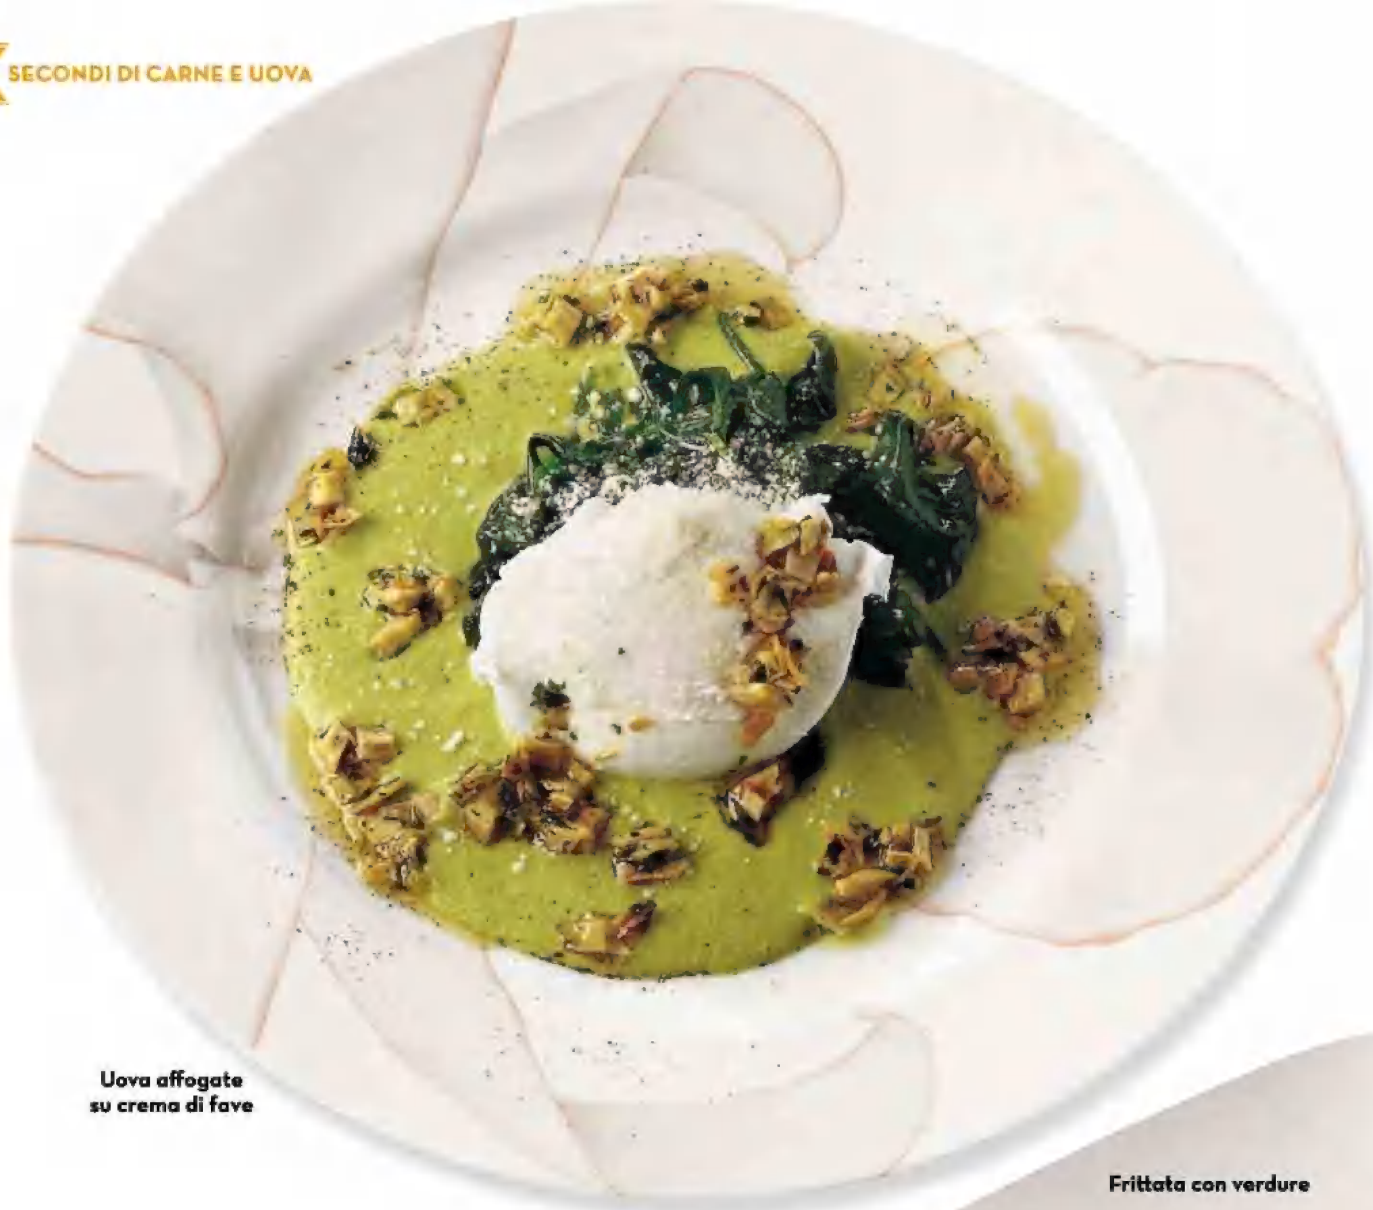 SECONDI DI CARNE E UOVA
Uova affogate
su crema di fave
Frittata con verdure